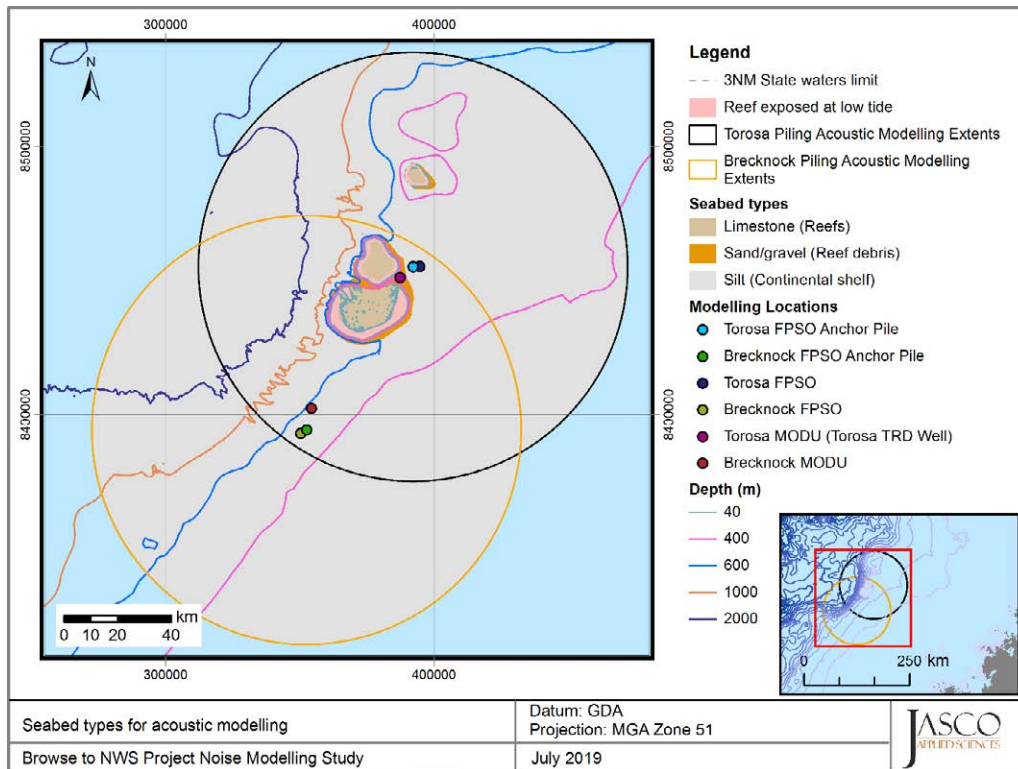 300000
400000
N
8500000
8500000
8400000
8400000
km
0 10 20 40
300000
400000
Legend
3NM State waters limit
Reef exposed at low tide
Torosa Piling Acoustic Modelling Extents
Brecknock Piling Acoustic Modelling
Extents
Seabed types
Limestone (Reefs)
Sand/gravel (Reef debris)
Silt (Continental shelf)
Modelling Locations
Torosa FPSO Anchor Pile
Brecknock FPSO Anchor Pile
Torosa FPSO
Brecknock FPSO
Torosa MODU (Torosa TRD Well)
Brecknock MODU
Depth (m)
40
400
600
1000
2000
0 250 km
Seabed types for acoustic modelling
Browse to NWS Project Noise Modelling Study
Datum: GDA
Projection: MGA Zone 51
July 2019
JASCO
APPLIED SCIENCES